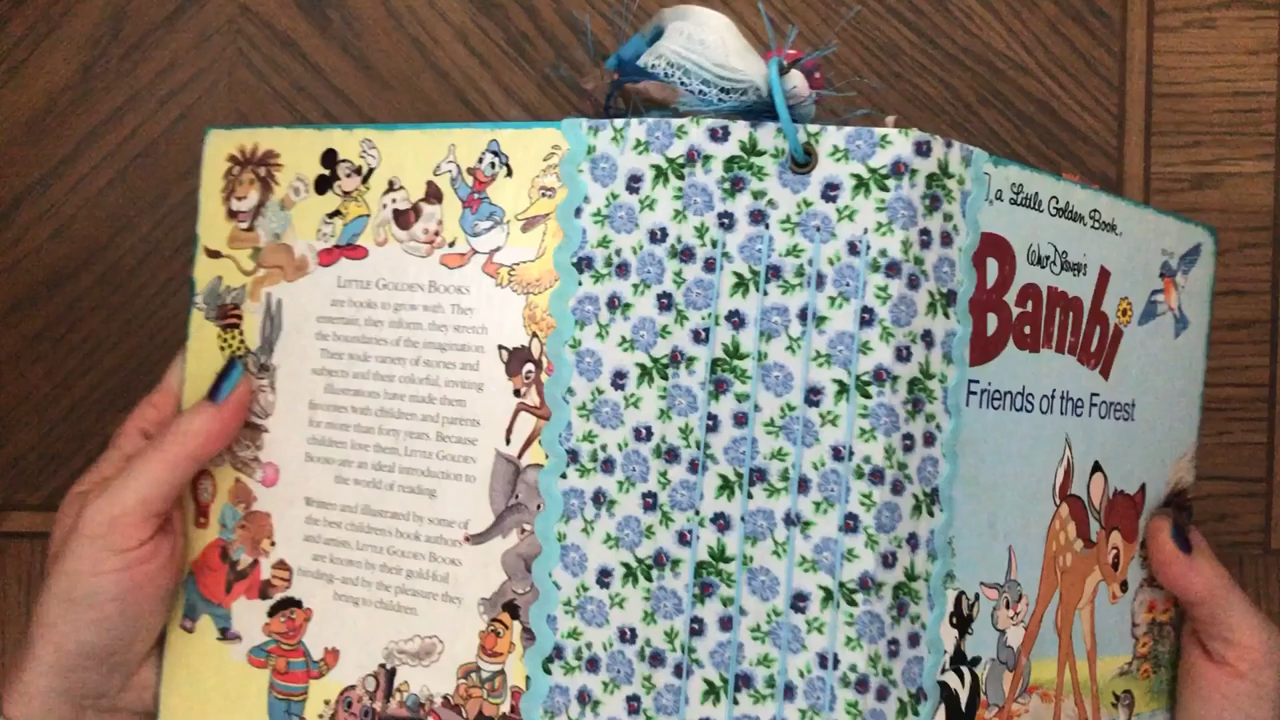 LITTLE GOLDEN BOOKS
are books to grow with. They
entertain, they inform, they stretch
the boundaries of the imagination.
Their wide variety of stories and
subjects and their colorful, inviting
illustrations have made them
favorites with children and parents
for more than forty years. Because
children love them, LITTLE GOLDEN
BOOKS are an ideal introduction to
the world of reading.
Written and illustrated by some of
the best children's book authors
and artists, LITTLE GOLDEN BOOKS
are known by their gold-foil
binding—and by the pleasure they
bring to children.
a Little Golden Book®
WALT DISNEY'S
Bambi
Friends of the Forest